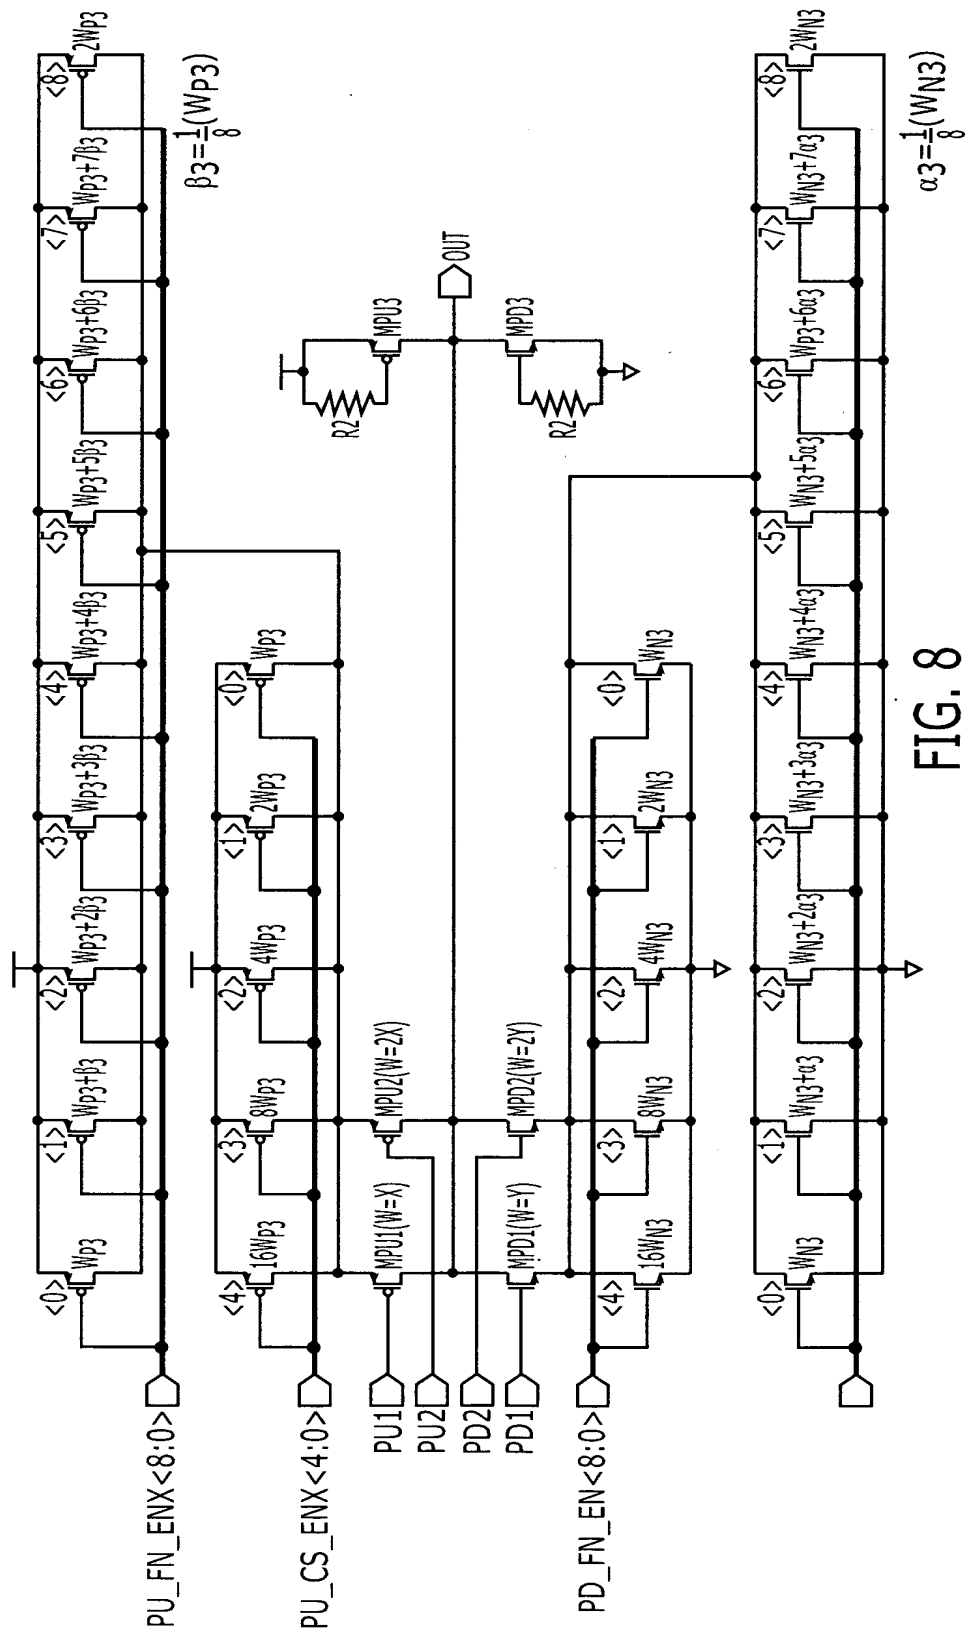 <0>
WP3
<1>
WP3+β3
<2>
WP3+2β3
<3>
WP3+3β3
<4>
WP3+4β3
<5>
WP3+5β3
<6>
WP3+6β3
<7>
WP3+7β3
<8>
2WP3
PU_FN_ENX<8:0>
β3=1/8(WP3)
<4>
16WP3
<3>
8WP3
<2>
4WP3
<1>
2WP3
<0>
WP3
PU_CS_ENX<4:0>
PU1
MPU1(W=X)
PU2
MPU2(W=2X)
R2
MPU3
OUT
PD2
MPD2(W=2Y)
PD1
MPD1(W=Y)
R2
MPD3
PD_FN_EN<8:0>
<4>
16WN3
<3>
8WN3
<2>
4WN3
<1>
2WN3
<0>
WN3
<0>
WN3
<1>
WN3+α3
<2>
WN3+2α3
<3>
WN3+3α3
<4>
WN3+4α3
<5>
WN3+5α3
<6>
WP3+6α3
<7>
WN3+7α3
<8>
2WN3
α3=1/8(WN3)
FIG. 8